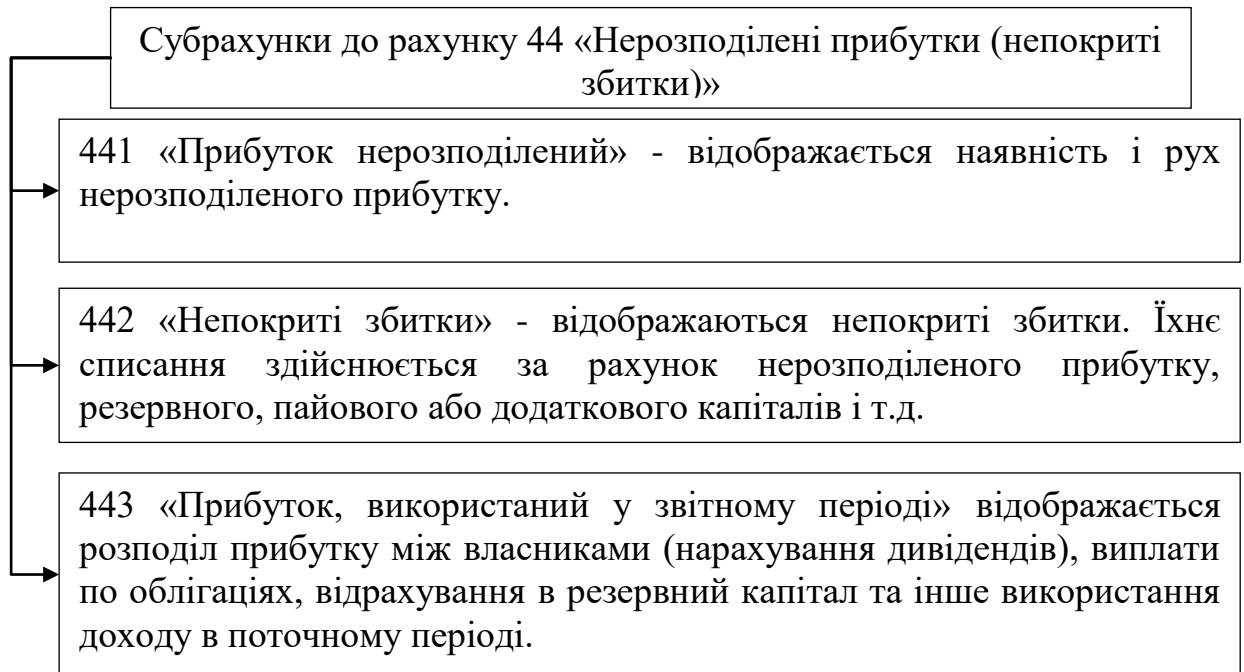 Субрахунки до рахунку 44 «Нерозподілені прибутки (непокриті
збитки)»
441 «Прибуток нерозподілений» - відображається наявність і рух
нерозподіленого прибутку.
442 «Непокриті збитки» - відображаються непокриті збитки. Їхнє
списання здійснюється за рахунок нерозподіленого прибутку,
резервного, пайового або додаткового капіталів і т.д.
443 «Прибуток, використаний у звітному періоді» відображається
розподіл прибутку між власниками (нарахування дивідендів), виплати
по облігаціях, відрахування в резервний капітал та інше використання
доходу в поточному періоді.